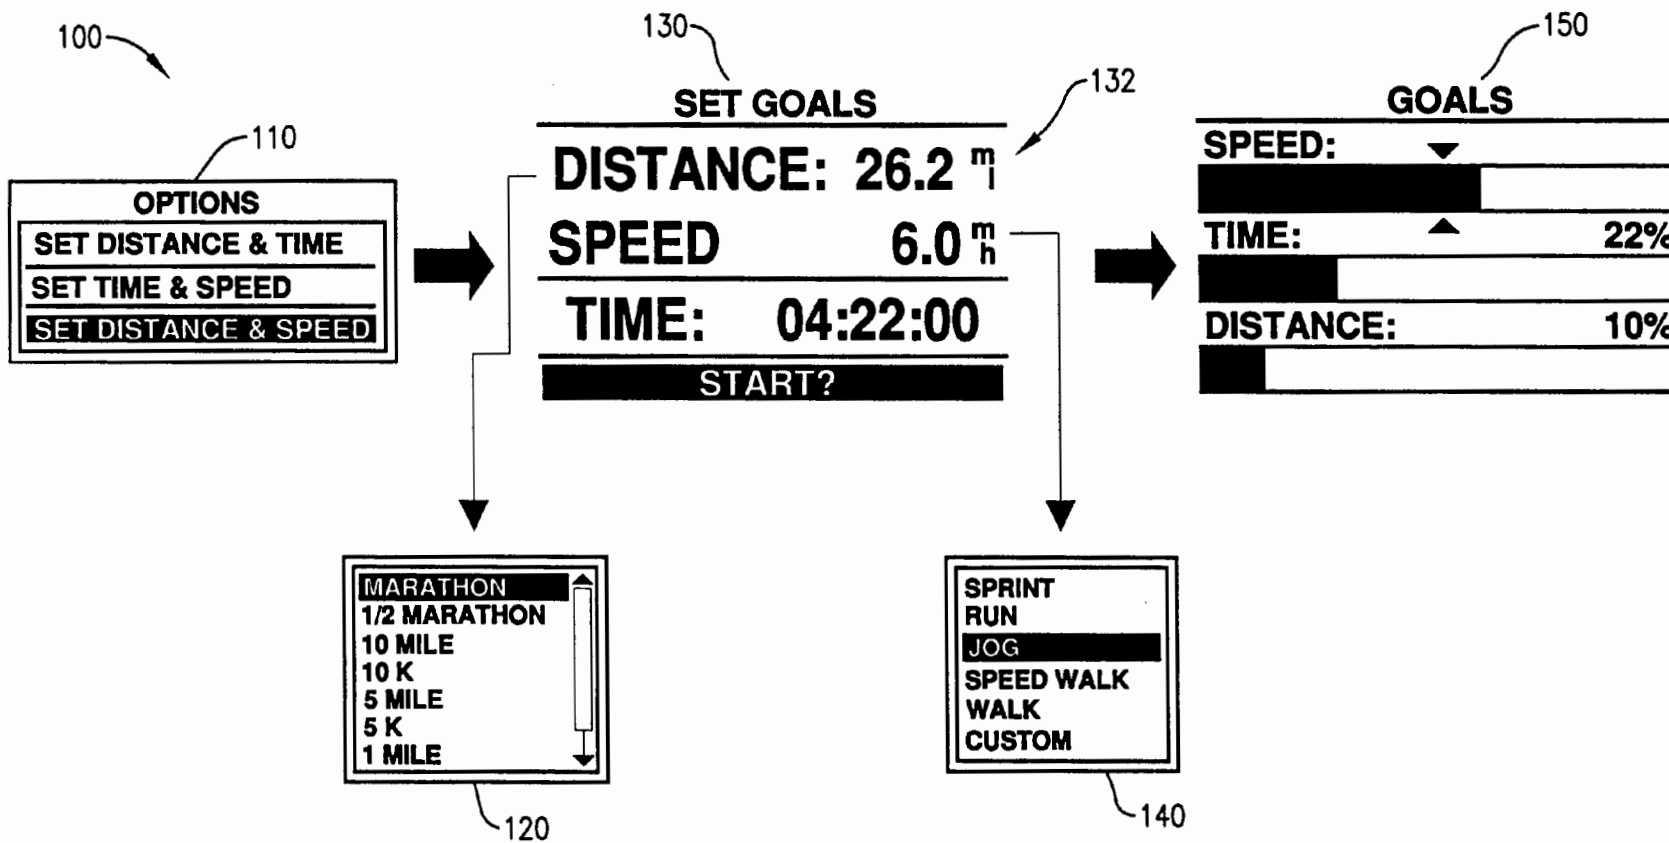 100
110
OPTIONS
SET DISTANCE & TIME
SET TIME & SPEED
SET DISTANCE & SPEED
130
132
SET GOALS
DISTANCE: 26.2 mi
SPEED 6.0 mh
TIME: 04:22:00
START?
150
GOALS
SPEED:
TIME: 22%
DISTANCE: 10%
MARATHON
1/2 MARATHON
10 MILE
10 K
5 MILE
5 K
1 MILE
120
SPRINT
RUN
JOG
SPEED WALK
WALK
CUSTOM
140